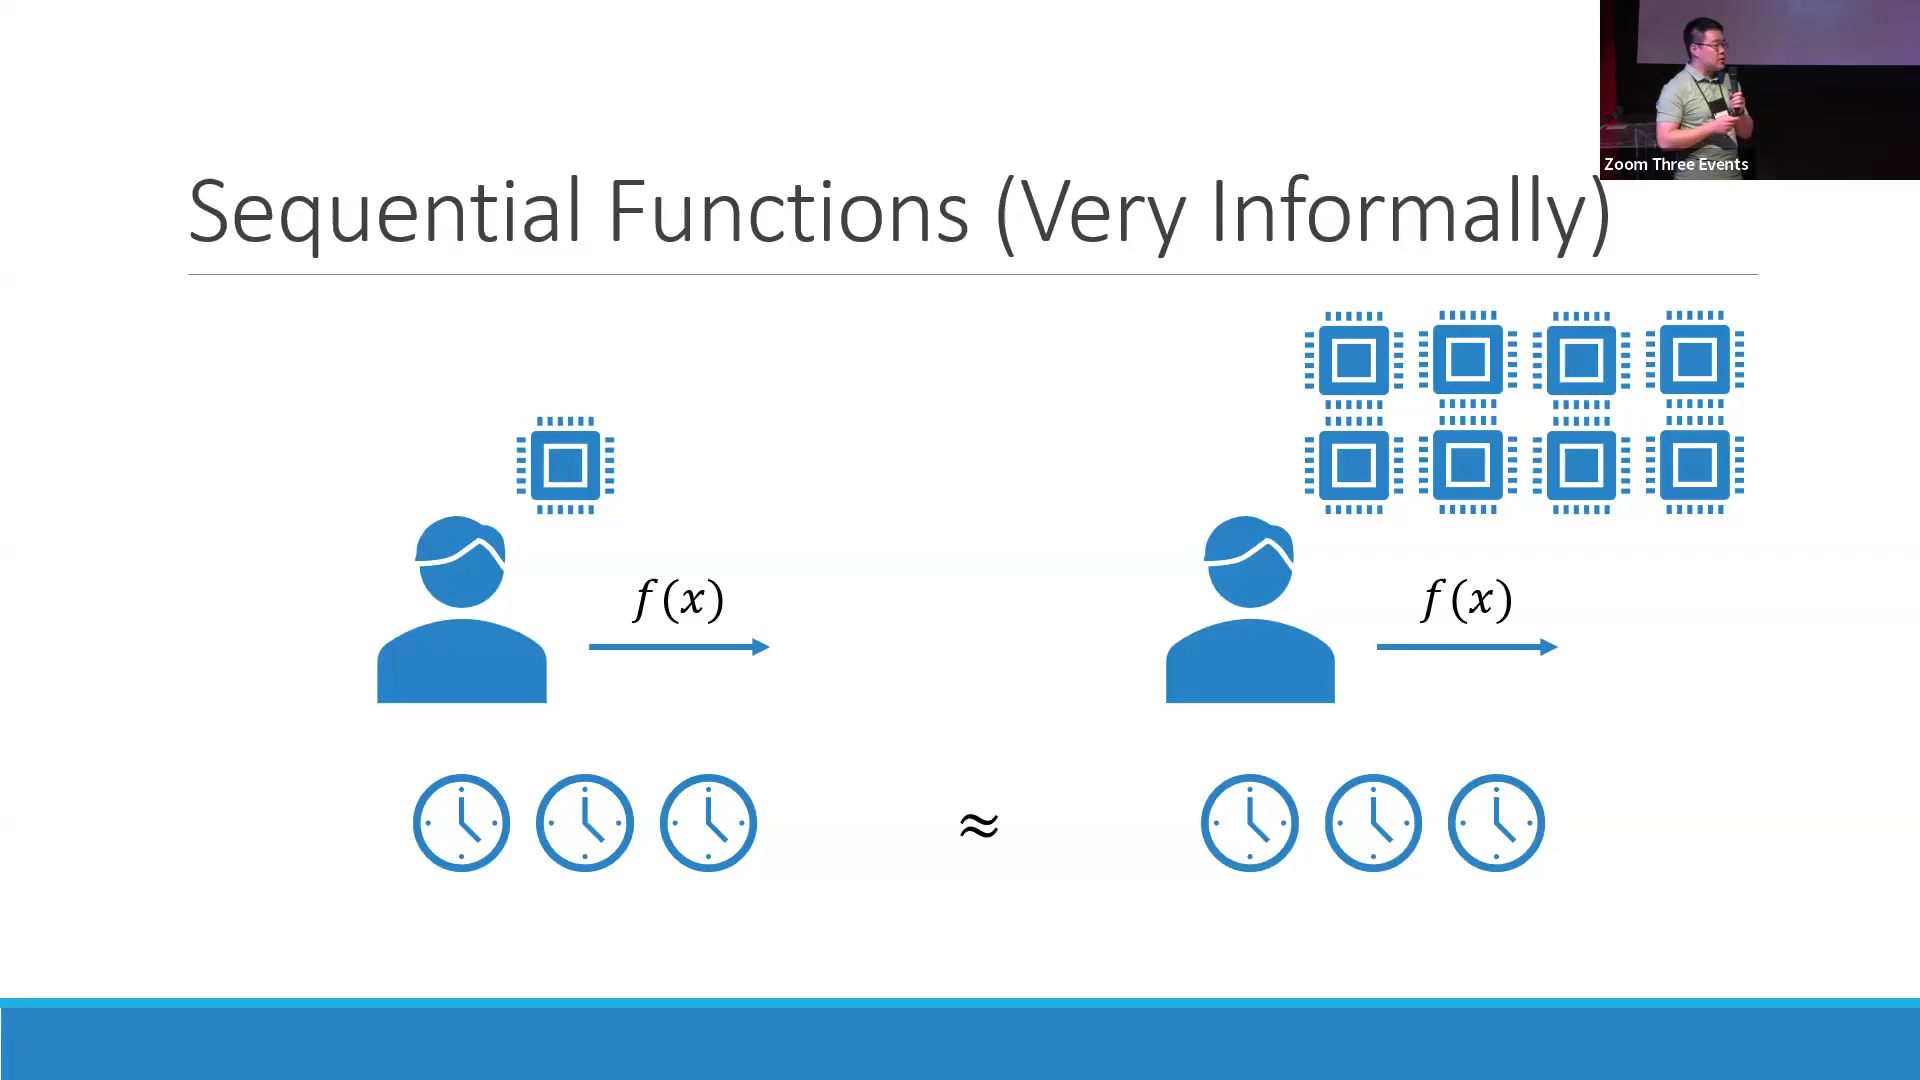 Zoom Three Events
Sequential Functions (Very Informally)
f(x)
f(x)
≈